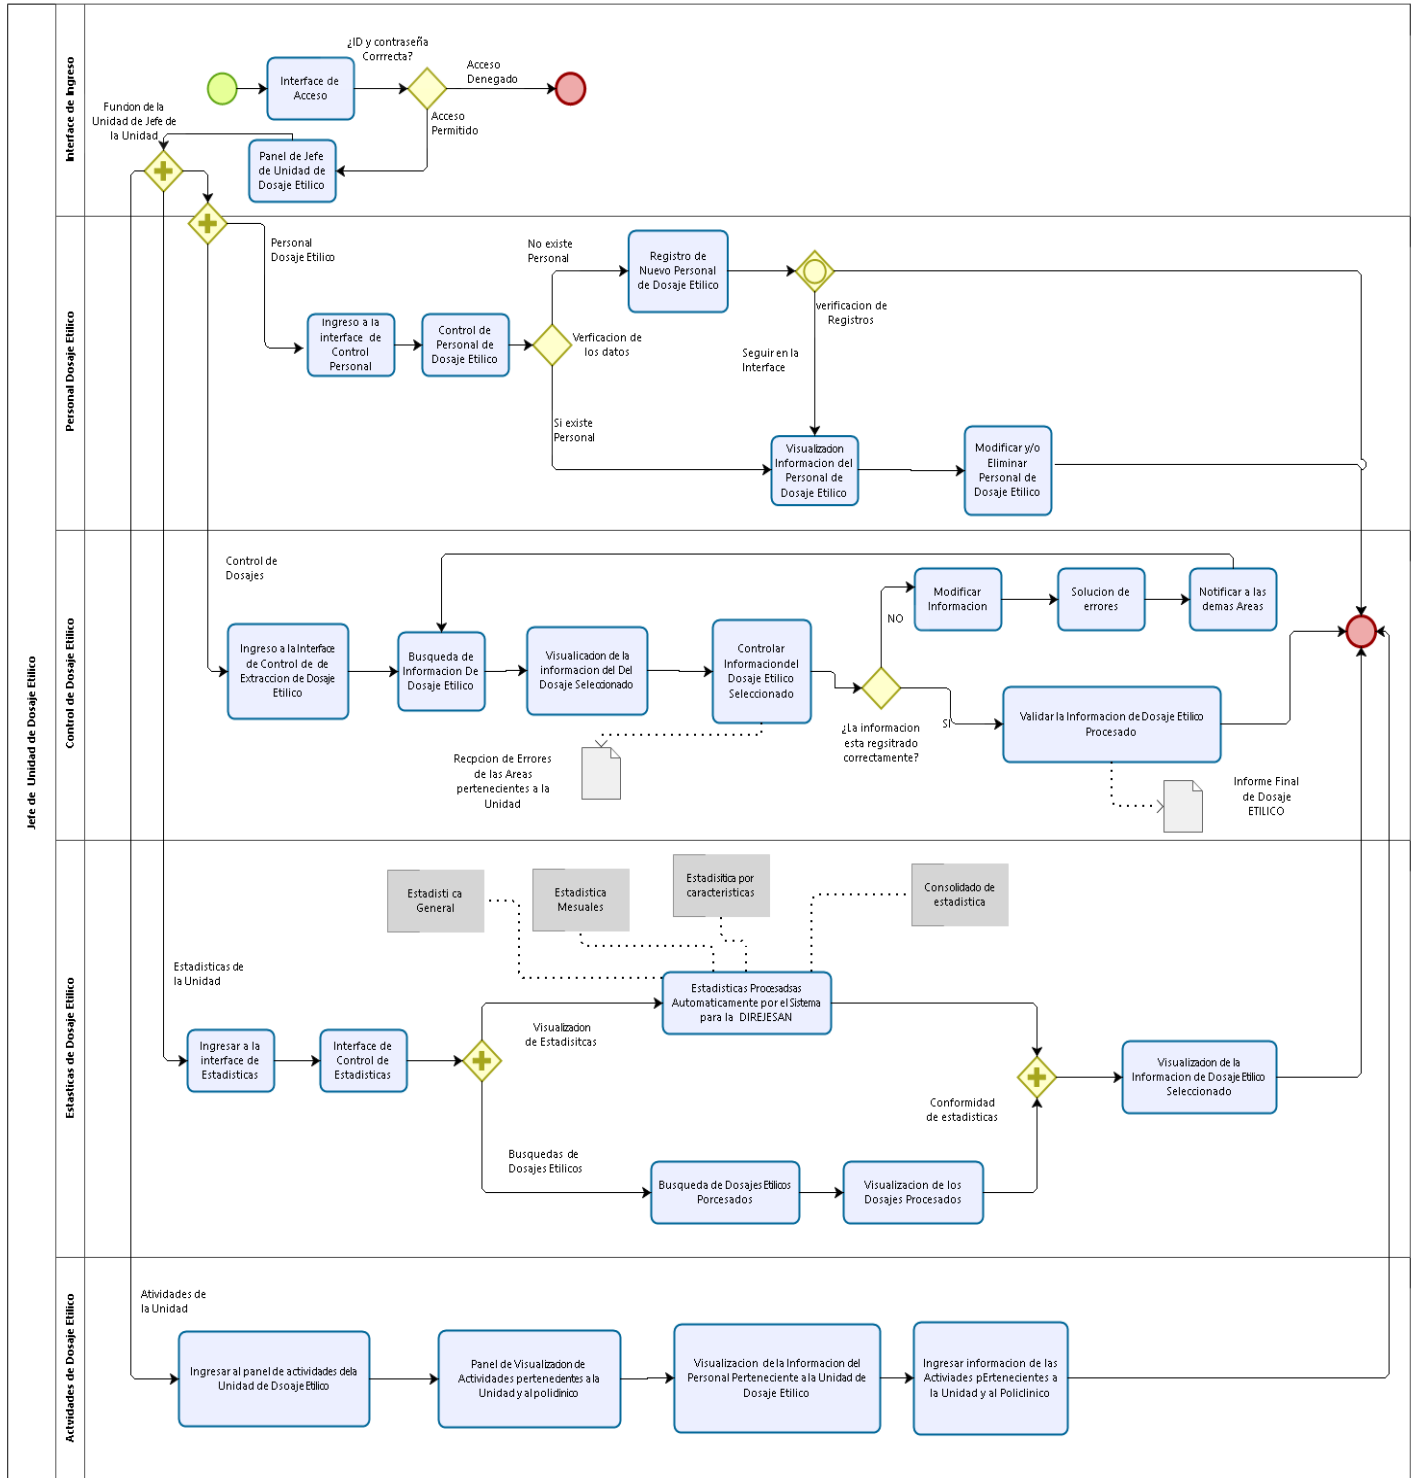 Jefe de Unidad de Dosaje Etilico
Interface de Ingreso
¿ID y contraseña
Corrrecta?
Interface de
Acceso
Acceso
Denegado
Acceso
Permitido
Fundon de la
Unidad de Jefe de
la Unidad
Panel de Jefe
de Unidad de
Dosaje Etilico
Personal Dosaje Etilico
Personal
Dosaje Etilico
No existe
Personal
Registro de
Nuevo Personal
de Dosaje Etilico
verificacion de
Registros
Ingreso a la
interface de
Control
Personal
Control de
Personal de
Dosaje Etilico
Verficacion de
los datos
Seguir en la
Interface
Si existe
Personal
Visualizacion
Informacion del
Personal de
Dosaje Etilico
Modificar y/o
Eliminar
Personal de
Dosaje Etilico
Control de Dosaje Etilico
Control de
Dosajes
Modificar
Informacion
Solucion de
errores
Notificar a las
demas Areas
NO
Ingreso a la Interface
de Control de de
Extraccion de Dosaje
Etilico
Busqueda de
Informacion De
Dosaje Etilico
Visualicadon de la
informacion del Del
Dosaje Seleccionado
Controlar
Informaciondel
Dosaje Etilico
Seleccionado
¿La informacion
esta regsitrado
correctamente?
SI
Validar la Informacion de Dosaje Etilico
Procesado
Recpcion de Errores
de las Areas
pertenecientes a la
Unidad
Informe Final
de Dosaje
ETILICO
Estasticas de Dosaje Etilico
Estadisti ca
General
Estadistica
Mesuales
Estadisitica por
caracteristicas
Consolidado de
estadistica
Estadisticas de
la Unidad
Estadisticas Procesadsas
Automaticamente por el Sistema
para la DIREJESAN
Visualizacion
de Estadisitcas
Ingresar a la
interface de
Estadisticas
Interface de
Control de
Estadisticas
Visualizacion de la
Informacion de Dosaje Etilico
Seleccionado
Conformidad
de estadisticas
Busquedas de
Dosajes Etilicos
Busqueda de Dosajes Etilicos
Porcesados
Visualizacion de los
Dosajes Procesados
Actvidades de Dosaje Etilico
Atividades de
la Unidad
Ingresar al panel de actividades dela
Unidad de Dsoaje Etilico
Panel de Visualizacion de
Actividades pertenecientes a la
Unidad y al polidinico
Visualizacion de la Informacion del
Personal Perteneciente a la Unidad de
Dosaje Etilico
Ingresar informacion de las
Activiades pErtenecientes a
la Unidad y al Policlinico